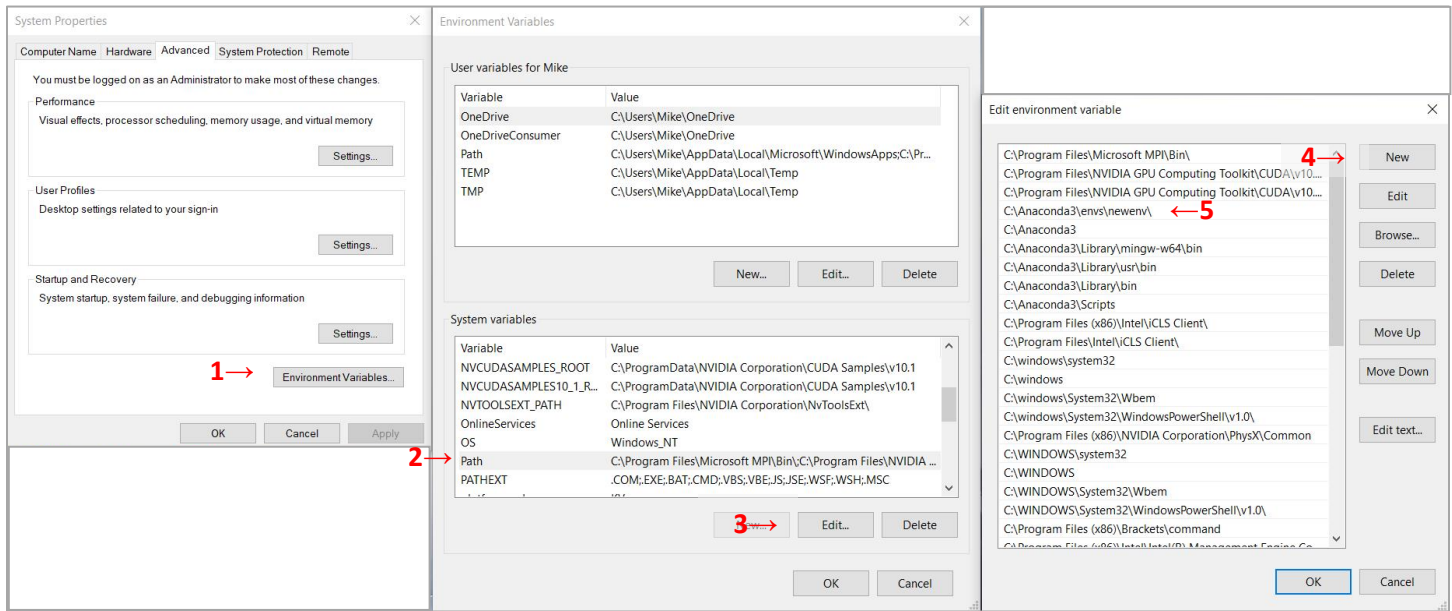 System Properties
Computer Name Hardware Advanced System Protection Remote
You must be logged on as an Administrator to make most of these changes.
Performance
Visual effects, processor scheduling, memory usage, and virtual memory
Settings...
User Profiles
Desktop settings related to your sign-in
Settings...
Startup and Recovery
System startup, system failure, and debugging information
Settings...
1→ Environment Variables...
OK Cancel Apply
Environment Variables
User variables for Mike
Variable Value
OneDrive C:\Users\Mike\OneDrive
OneDriveConsumer C:\Users\Mike\OneDrive
Path C:\Users\Mike\AppData\Local\Microsoft\WindowsApps;C:\Pr...
TEMP C:\Users\Mike\AppData\Local\Temp
TMP C:\Users\Mike\AppData\Local\Temp
New... Edit... Delete
System variables
Variable Value
NVCUDASAMPLES_ROOT C:\ProgramData\NVIDIA Corporation\CUDA Samples\v10.1
NVCUDASAMPLES10_1_R... C:\ProgramData\NVIDIA Corporation\CUDA Samples\v10.1
NVTOOLSEXT_PATH C:\Program Files\NVIDIA Corporation\NvToolsExt\
OnlineServices Online Services
OS Windows_NT
2→ Path C:\Program Files\Microsoft MPI\Bin\;C:\Program Files\NVIDIA ...
PATHEXT .COM;.EXE;.BAT;.CMD;.VBS;.VBE;.JS;.JSE;.WSF;.WSH;.MSC
3→ Edit... Delete
OK Cancel
Edit environment variable
C:\Program Files\Microsoft MPI\Bin\ 4→ New
C:\Program Files\NVIDIA GPU Computing Toolkit\CUDA\v10....
C:\Program Files\NVIDIA GPU Computing Toolkit\CUDA\v10....
Edit
C:\Anaconda3\envs\newenv\ ←5
C:\Anaconda3
Browse...
C:\Anaconda3\Library\mingw-w64\bin
C:\Anaconda3\Library\usr\bin
Delete
C:\Anaconda3\Library\bin
C:\Anaconda3\Scripts
C:\Program Files (x86)\Intel\iCLS Client\
Move Up
C:\Program Files\Intel\iCLS Client\
C:\windows\system32
Move Down
C:\windows
C:\windows\System32\Wbem
C:\windows\System32\WindowsPowerShell\v1.0\
Edit text...
C:\Program Files (x86)\NVIDIA Corporation\PhysX\Common
C:\WINDOWS\system32
C:\WINDOWS
C:\WINDOWS\System32\Wbem
C:\WINDOWS\System32\WindowsPowerShell\v1.0\
C:\Program Files (x86)\Brackets\command
C:\Program Files (x86)\Intel\Intel(R) Management Engine Co...
OK Cancel